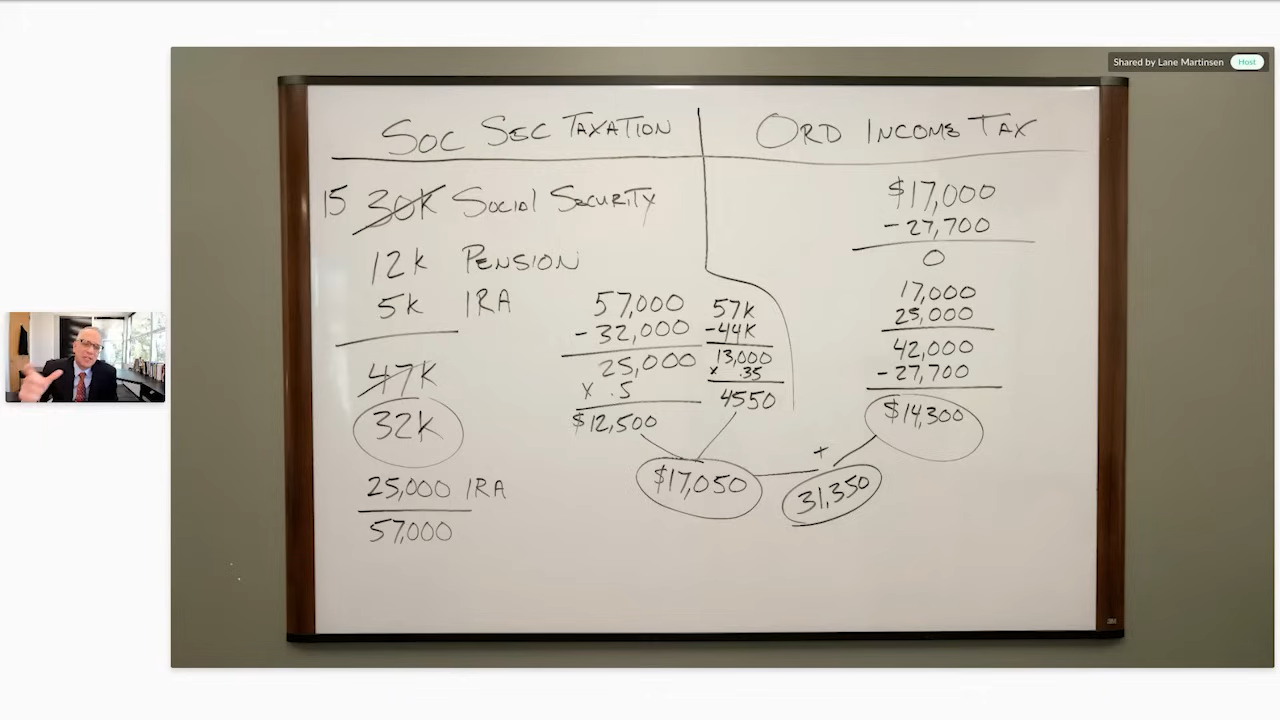 Shared by Lane Martinsen Host
SOC SEC TAXATION
15 30K SOCIAL SECURITY
12K PENSION
5K IRA
47K
32K
25,000 IRA
57,000
57,000
- 32,000
25,000
X .5
$12,500
57K
-44K
13,000
x .35
4550
$17,050
ORD INCOME TAX
$17,000
- 27,700
0
17,000
25,000
42,000
- 27,700
$14,300
+
31,350